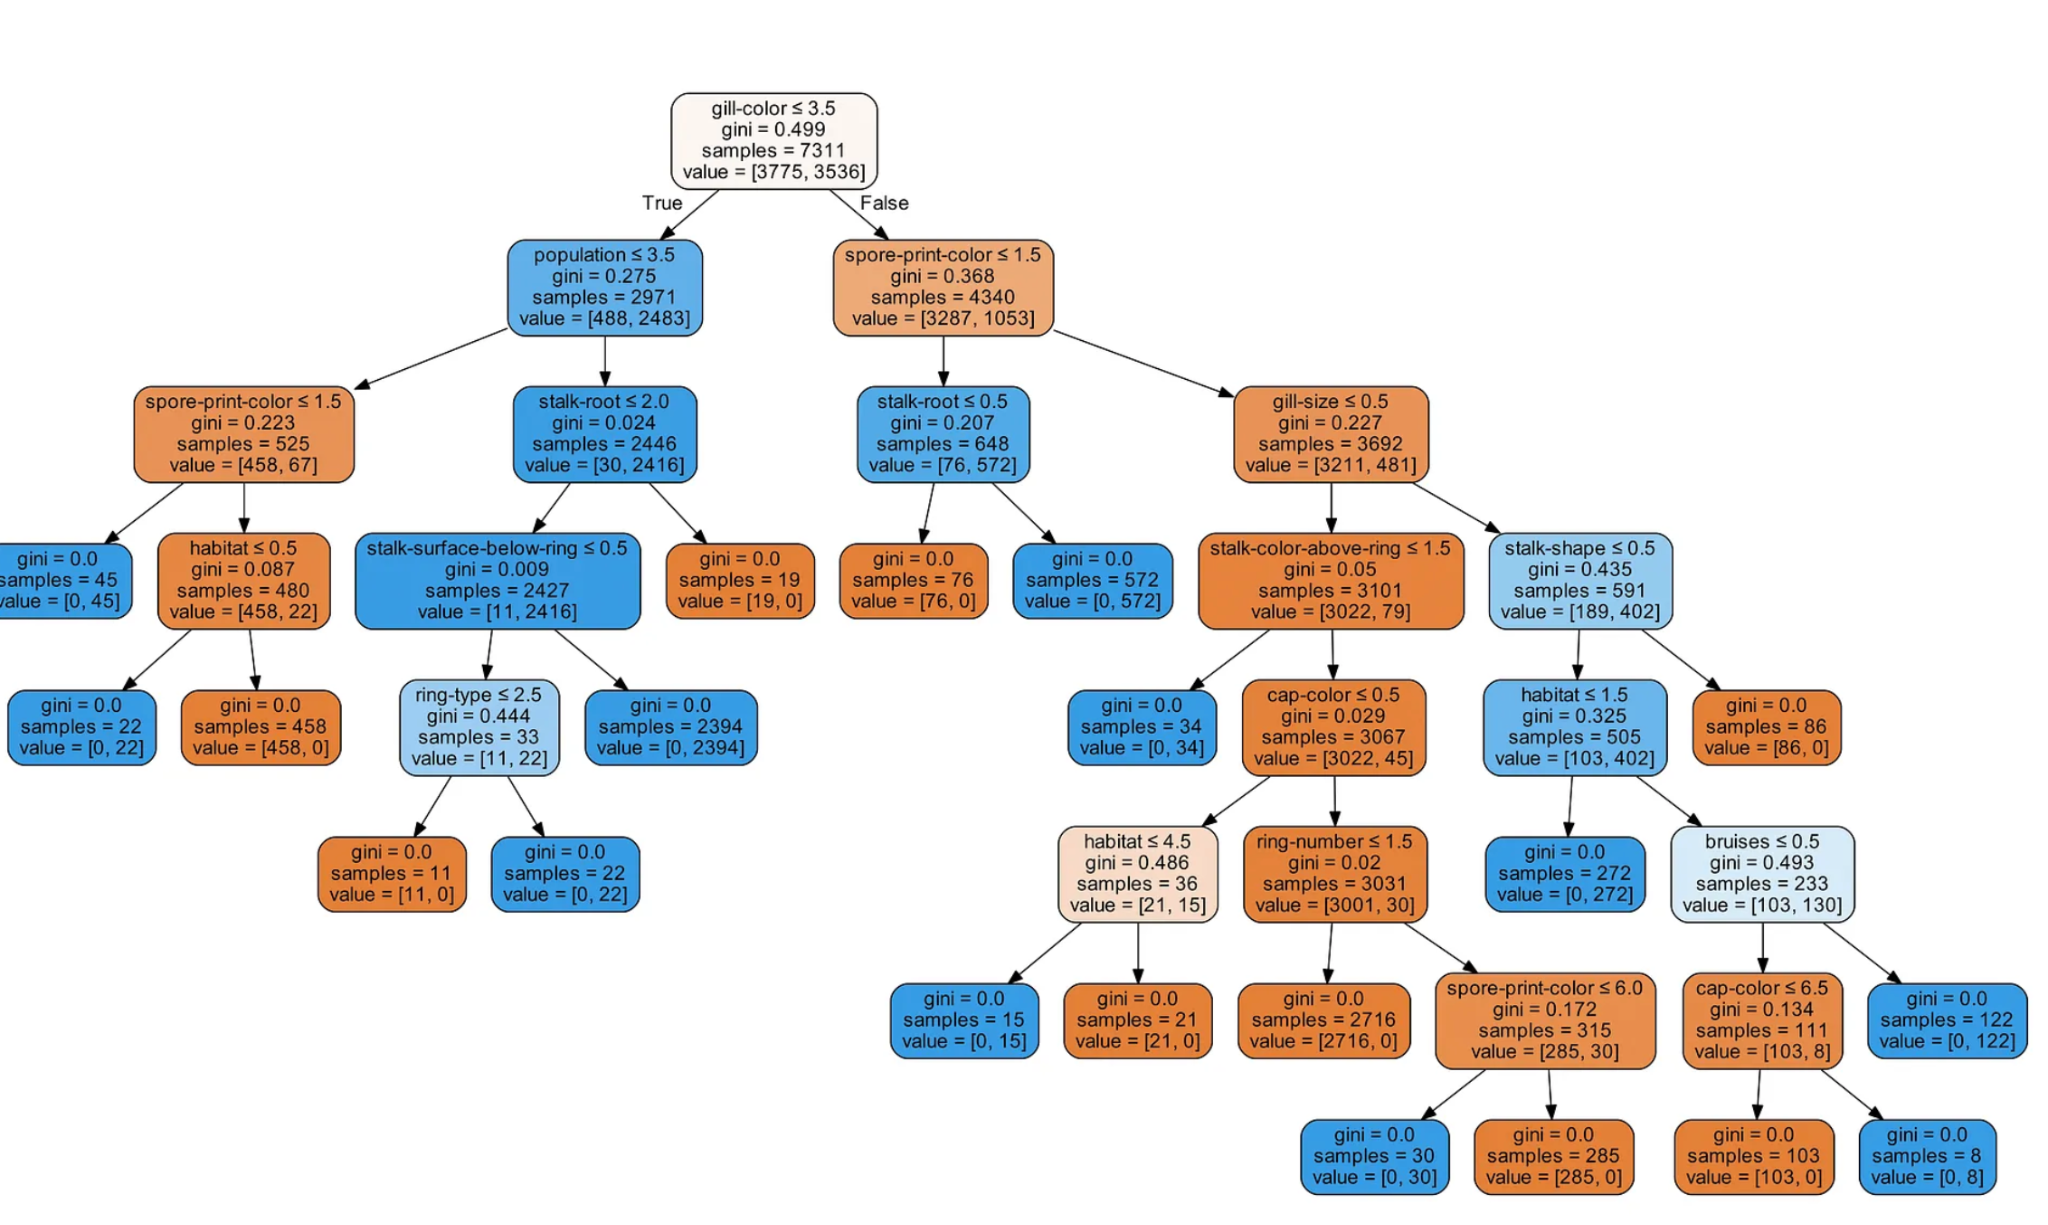 gill-color ≤ 3.5
gini = 0.499
samples = 7311
value = [3775, 3536]
True
False
population ≤ 3.5
gini = 0.275
samples = 2971
value = [488, 2483]
spore-print-color ≤ 1.5
gini = 0.368
samples = 4340
value = [3287, 1053]
spore-print-color ≤ 1.5
gini = 0.223
samples = 525
value = [458, 67]
stalk-root ≤ 2.0
gini = 0.024
samples = 2446
value = [30, 2416]
stalk-root ≤ 0.5
gini = 0.207
samples = 648
value = [76, 572]
gill-size ≤ 0.5
gini = 0.227
samples = 3692
value = [3211, 481]
gini = 0.0
samples = 45
value = [0, 45]
habitat ≤ 0.5
gini = 0.087
samples = 480
value = [458, 22]
stalk-surface-below-ring ≤ 0.5
gini = 0.009
samples = 2427
value = [11, 2416]
gini = 0.0
samples = 19
value = [19, 0]
gini = 0.0
samples = 76
value = [76, 0]
gini = 0.0
samples = 572
value = [0, 572]
stalk-color-above-ring ≤ 1.5
gini = 0.05
samples = 3101
value = [3022, 79]
stalk-shape ≤ 0.5
gini = 0.435
samples = 591
value = [189, 402]
gini = 0.0
samples = 22
value = [0, 22]
gini = 0.0
samples = 458
value = [458, 0]
ring-type ≤ 2.5
gini = 0.444
samples = 33
value = [11, 22]
gini = 0.0
samples = 2394
value = [0, 2394]
gini = 0.0
samples = 34
value = [0, 34]
cap-color ≤ 0.5
gini = 0.029
samples = 3067
value = [3022, 45]
habitat ≤ 1.5
gini = 0.325
samples = 505
value = [103, 402]
gini = 0.0
samples = 86
value = [86, 0]
gini = 0.0
samples = 11
value = [11, 0]
gini = 0.0
samples = 22
value = [0, 22]
habitat ≤ 4.5
gini = 0.486
samples = 36
value = [21, 15]
ring-number ≤ 1.5
gini = 0.02
samples = 3031
value = [3001, 30]
gini = 0.0
samples = 272
value = [0, 272]
bruises ≤ 0.5
gini = 0.493
samples = 233
value = [103, 130]
gini = 0.0
samples = 15
value = [0, 15]
gini = 0.0
samples = 21
value = [21, 0]
gini = 0.0
samples = 2716
value = [2716, 0]
spore-print-color ≤ 6.0
gini = 0.172
samples = 315
value = [285, 30]
cap-color ≤ 6.5
gini = 0.134
samples = 111
value = [103, 8]
gini = 0.0
samples = 122
value = [0, 122]
gini = 0.0
samples = 30
value = [0, 30]
gini = 0.0
samples = 285
value = [285, 0]
gini = 0.0
samples = 103
value = [103, 0]
gini = 0.0
samples = 8
value = [0, 8]